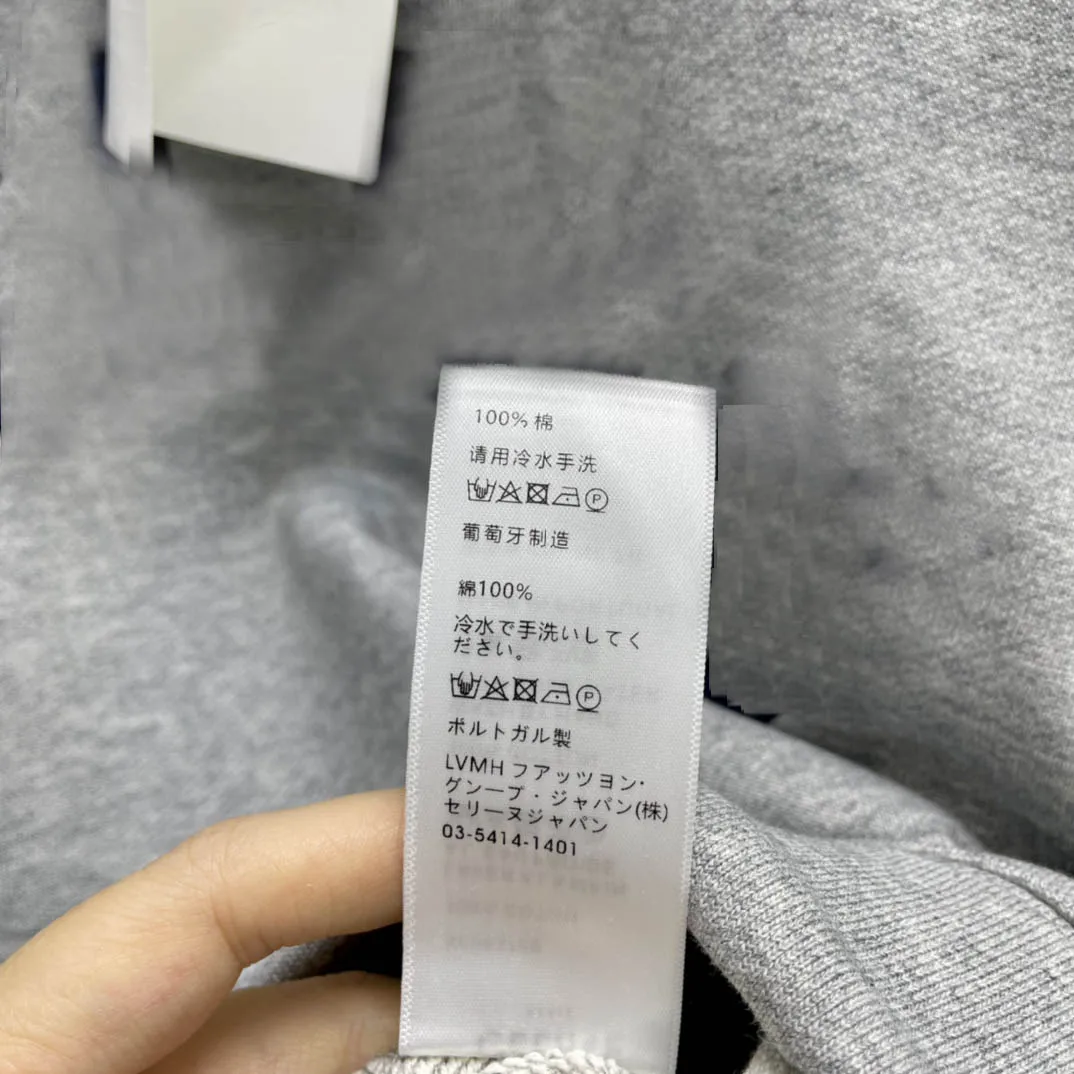 100% 棉
请用冷水手洗
P
葡萄牙制造
綿100%
冷水で手洗いしてく
ださい。
P
ボルトガル製
LVMH フアッツヨン·
グンープ・ジャパン(株)
セリーヌジャパン
03-5414-1401